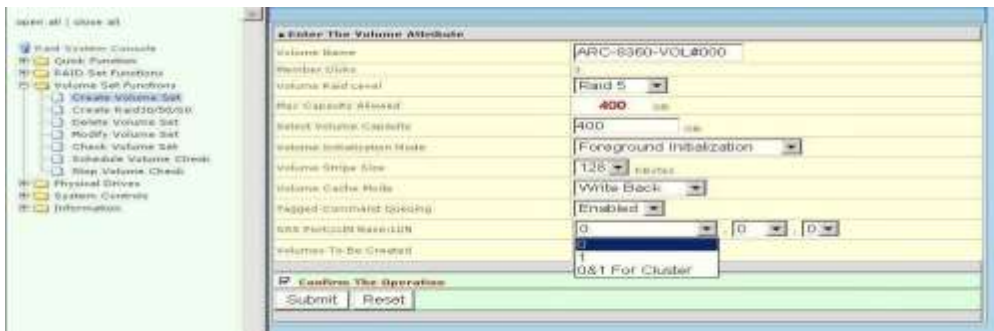 open all | close all
Raid System Console
Quick Function
RAID Set Functions
Volume Set Functions
Create Volume Set
Create Raid30/50/60
Delete Volume Set
Modify Volume Set
Check Volume Set
Schedule Volume Check
Stop Volume Check
Physical Drives
System Controls
Information
Enter The Volume Attribute
Volume Name ARC-8360-VOL#000
Member Disks 3
Volume Raid Level Raid 5
Max Capacity Allowed 400 GB
Select Volume Capacity 400 GB
Volume Initialization Mode Foreground Initialization
Volume Stripe Size 128 KBytes
Volume Cache Mode Write Back
Tagged Command Queuing Enabled
SAS Port:LUN Base:LUN 0 : 0 : 0
Volumes To Be Created
0
1
0&1 For Cluster
Confirm The Operation
Submit Reset